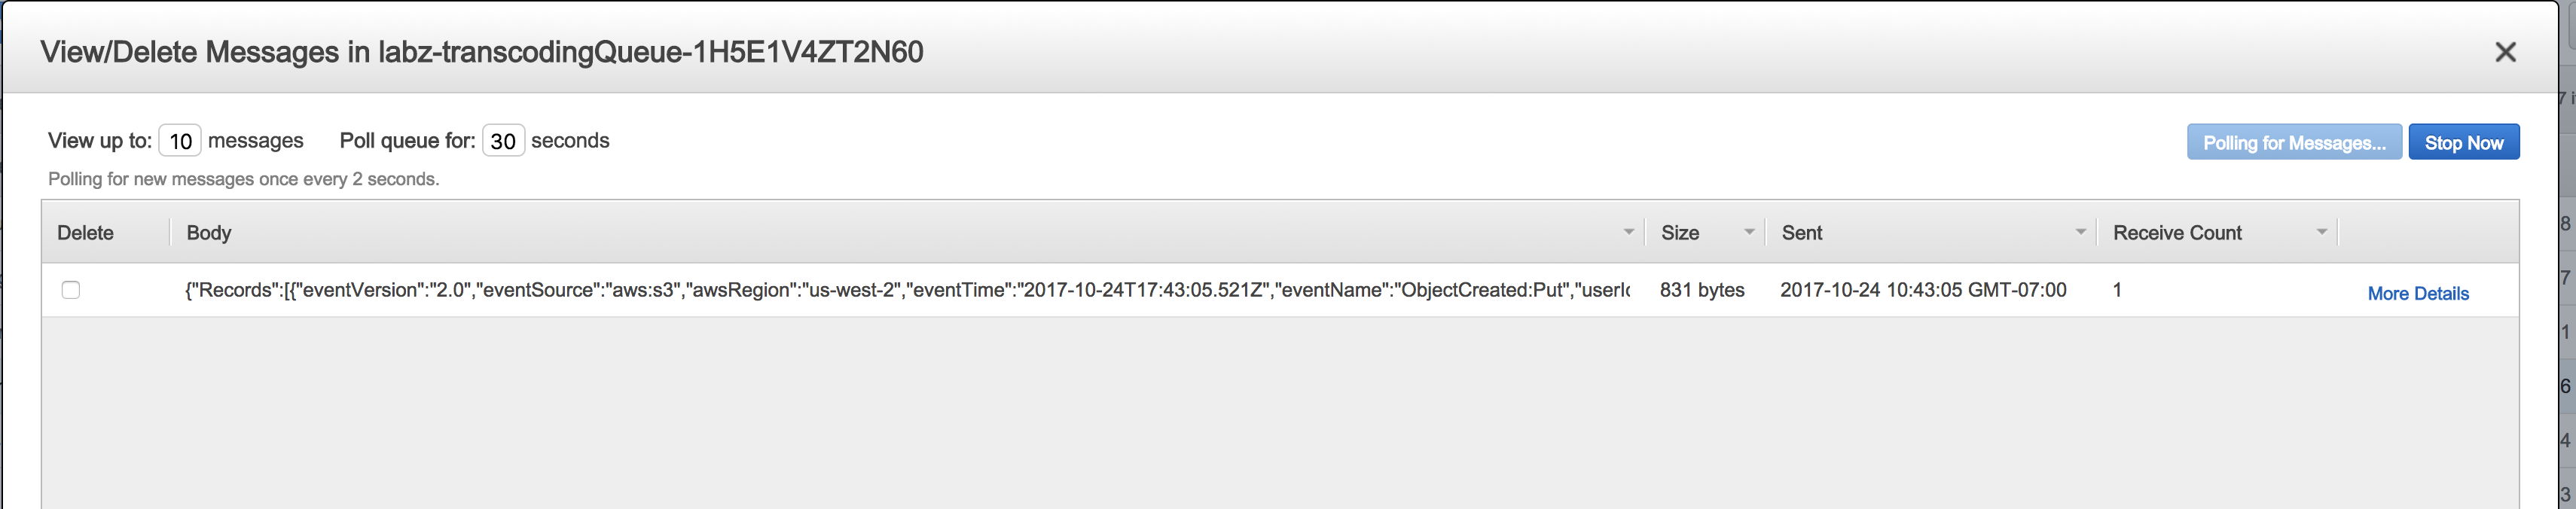 View/Delete Messages in labz-transcodingQueue-1H5E1V4ZT2N60
View up to: 10 messages Poll queue for: 30 seconds
Polling for Messages... Stop Now
Polling for new messages once every 2 seconds.
Delete Body Size Sent Receive Count
{"Records":[{"eventVersion":"2.0","eventSource":"aws:s3","awsRegion":"us-west-2","eventTime":"2017-10-24T17:43:05.521Z","eventName":"ObjectCreated:Put","userIc 831 bytes 2017-10-24 10:43:05 GMT-07:00 1 More Details
7 i
8
7
1
6
4
3